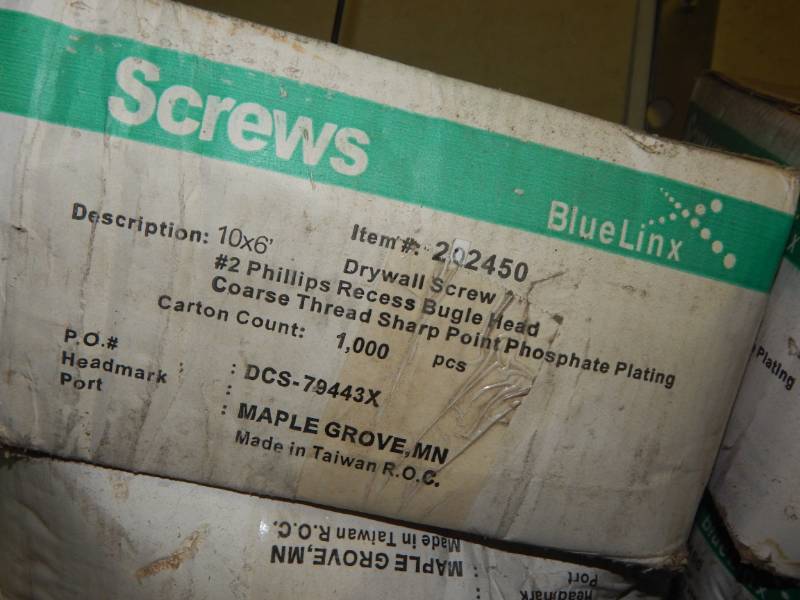 Screws
BlueLinx
Item#: 202450
Description: 10x6' Drywall Screw
#2 Phillips Recess Bugle Head
Coarse Thread Sharp Point Phosphate Plating
Carton Count: 1,000 pcs
P.O.# : DCS-79443X
Headmark :
Port : MAPLE GROVE,MN
Made in Taiwan R.O.C.
Plating
Made in Taiwan R.O.C.
MAPLE GROVE,MN :
Port
Headmark
Blue